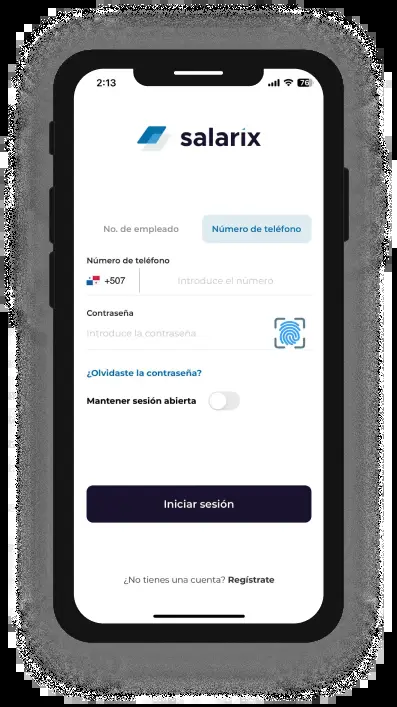 2:13
76
salarix
No. de empleado
Número de teléfono
Número de teléfono
+507
Introduce el número
Contraseña
Introduce la contraseña
¿Olvidaste la contraseña?
Mantener sesión abierta
Iniciar sesión
¿No tienes una cuenta? Regístrate